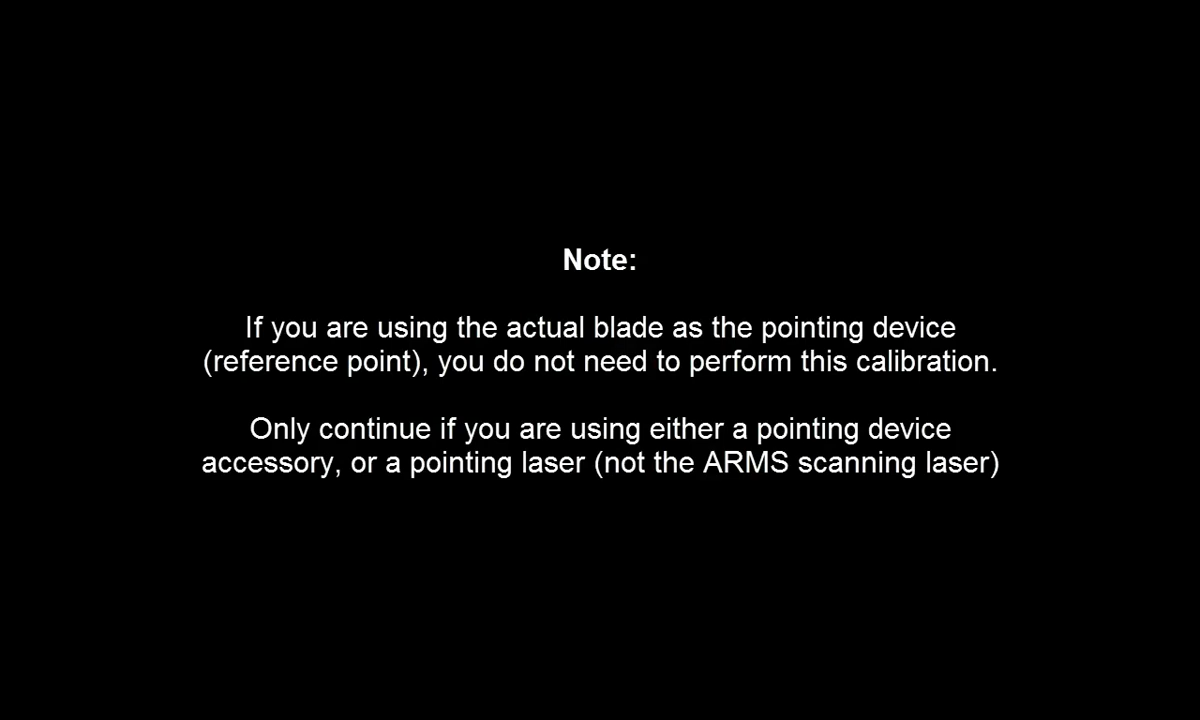 Note:
If you are using the actual blade as the pointing device
(reference point), you do not need to perform this calibration.
Only continue if you are using either a pointing device
accessory, or a pointing laser (not the ARMS scanning laser)